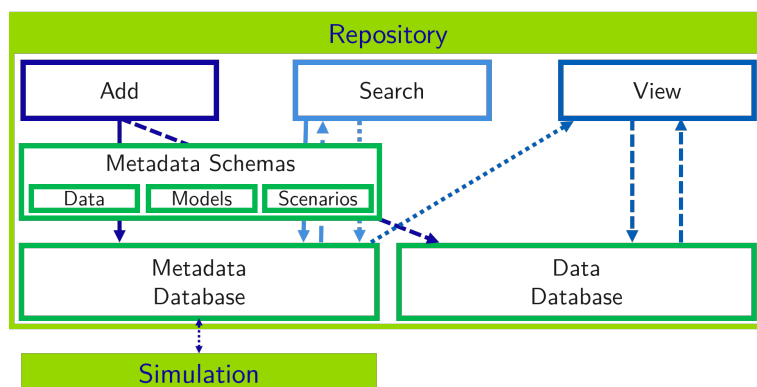 Repository
Add
Search
View
Metadata Schemas
Data
Models
Scenarios
Metadata
Database
Data
Database
Simulation